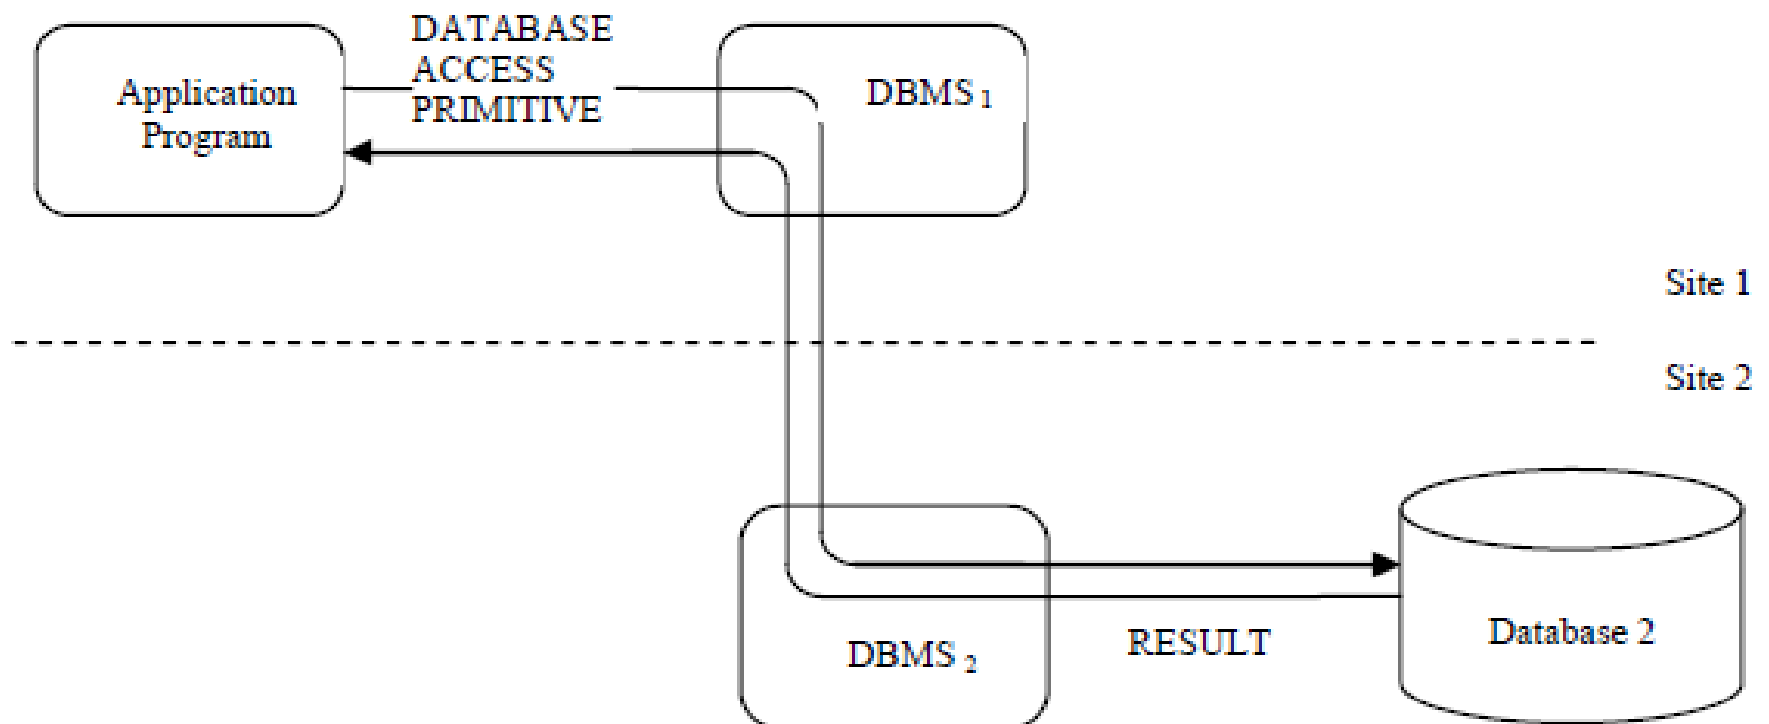 DATABASE
ACCESS
PRIMITIVE
Application
Program
DBMS 1
Site 1
Site 2
DBMS 2
RESULT
Database 2